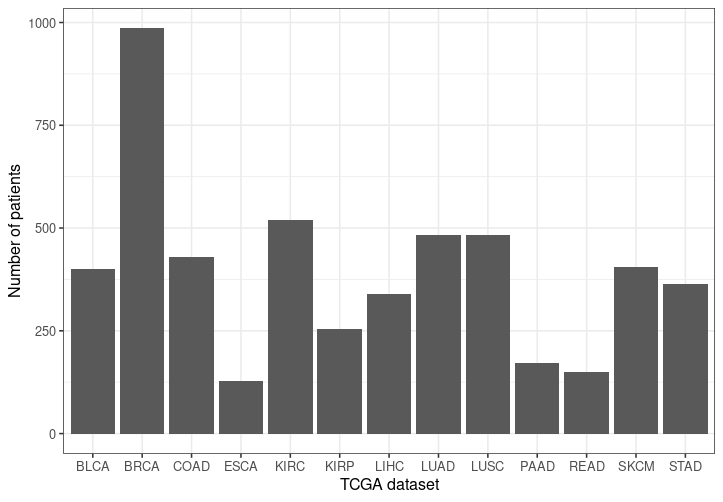 1000
750
500
250
0
Number of patients
BLCA BRCA COAD ESCA KIRC KIRP LIHC LUAD LUSC PAAD READ SKCM STAD
TCGA dataset